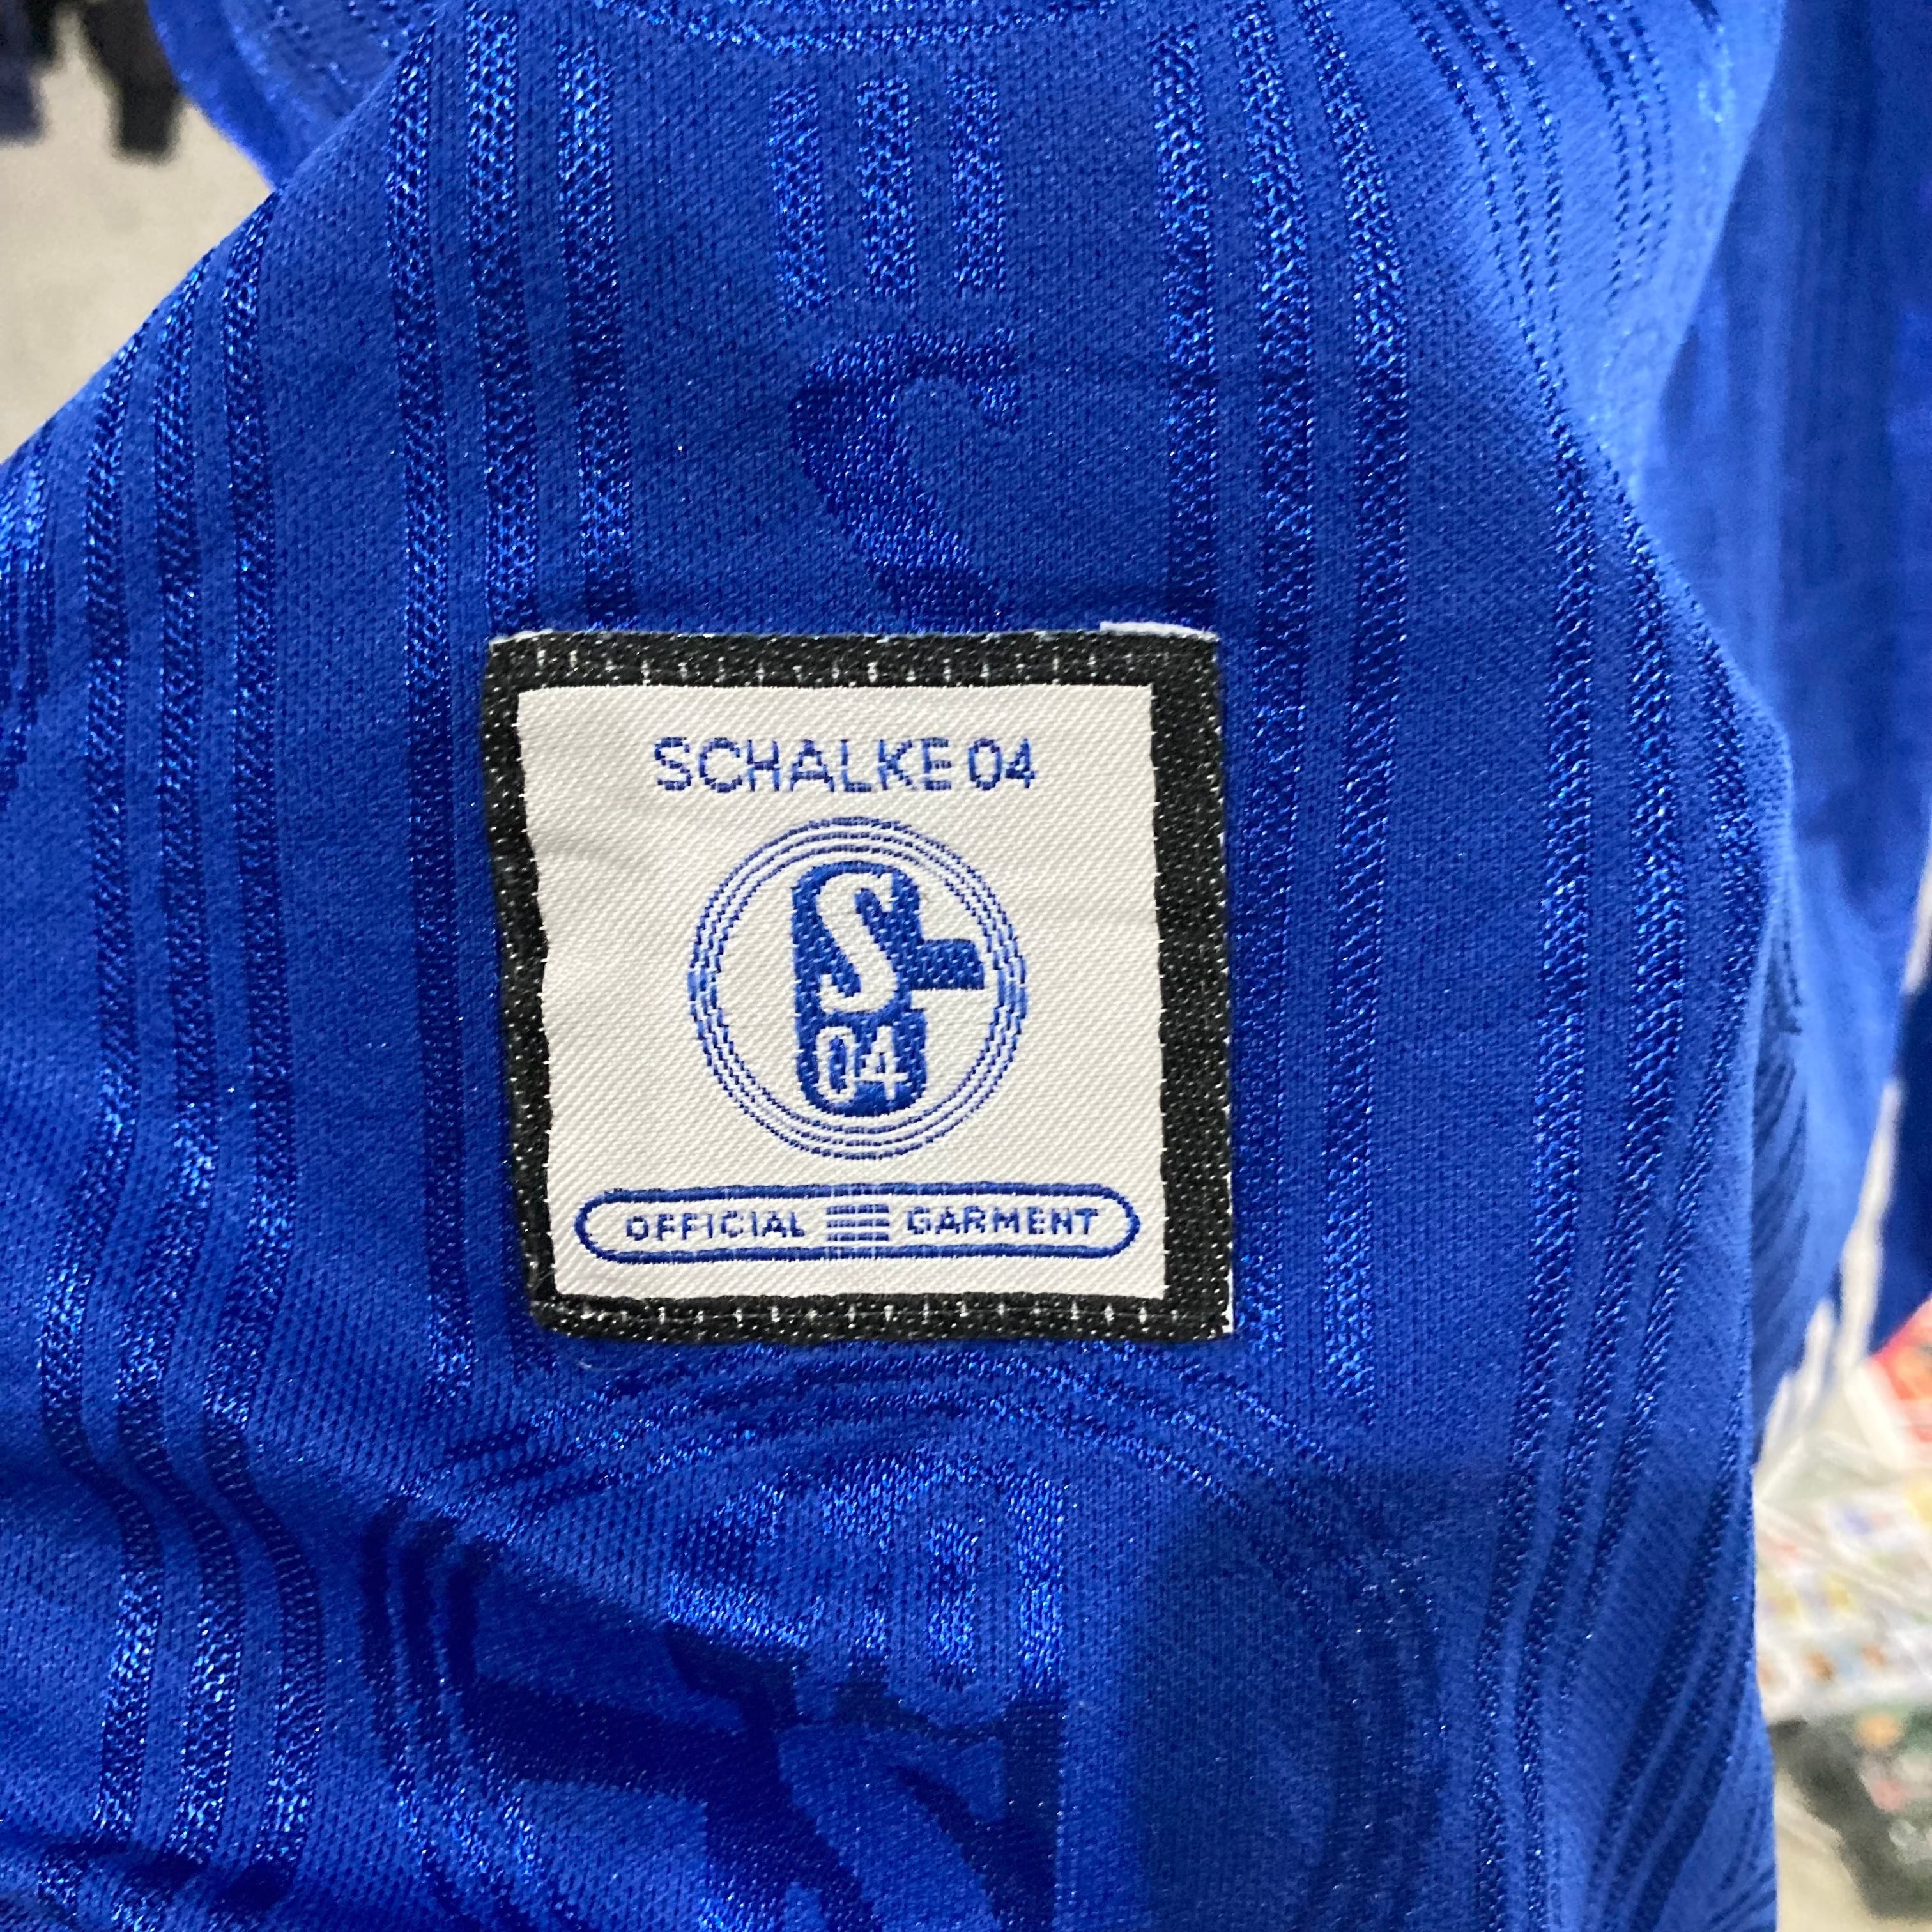 SCHALKE 04
S
04
OFFICIAL GARMENT